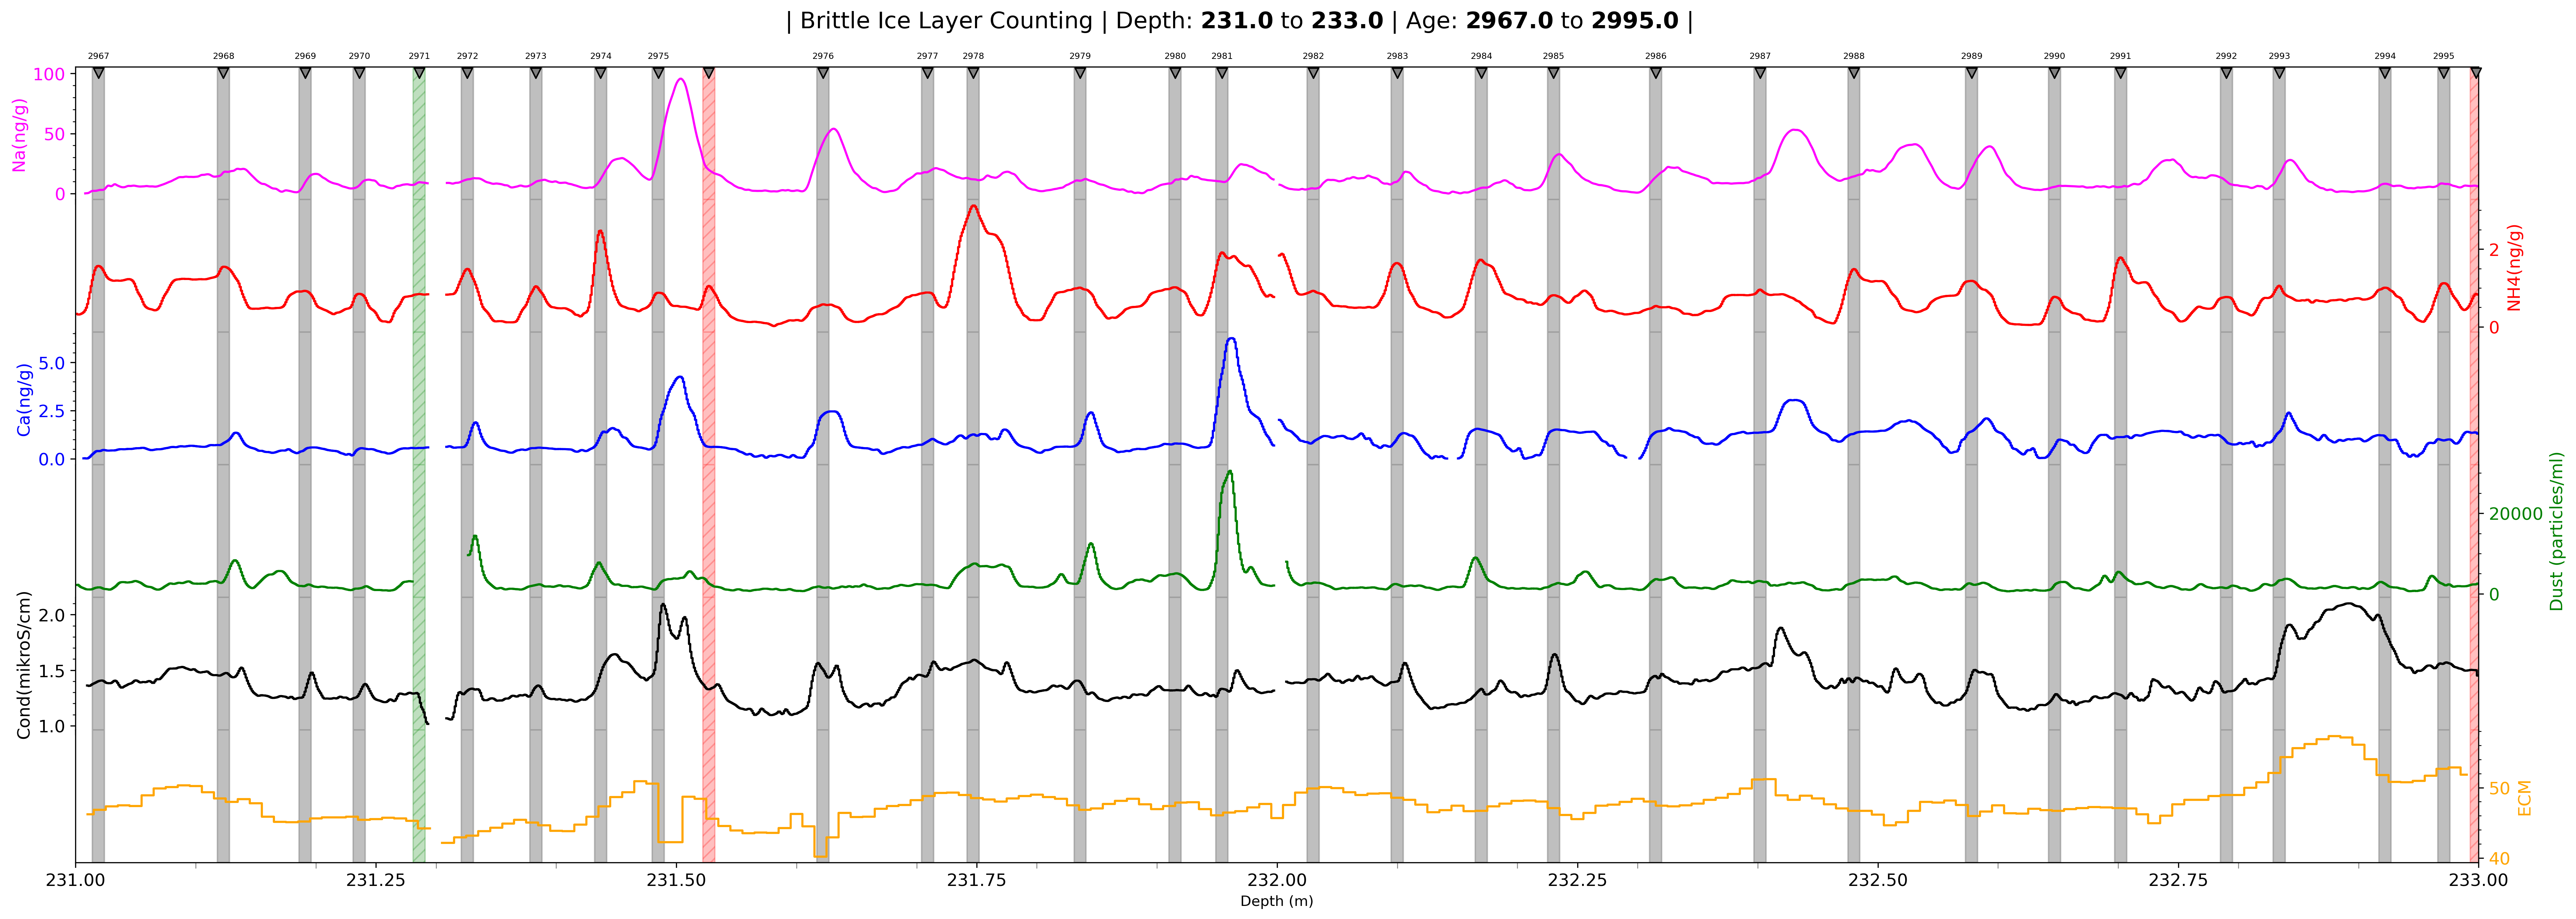 | Brittle Ice Layer Counting | Depth: 231.0 to 233.0 | Age: 2967.0 to 2995.0 |
2967 2968 2969 2970 2971 2972 2973 2974 2975 2976 2977 2978 2979 2980 2981 2982 2983 2984 2985 2986 2987 2988 2989 2990 2991 2992 2993 2994 2995
Na(ng/g)
100
50
0
NH4(ng/g)
2
0
Ca(ng/g)
5.0
2.5
0.0
Dust (particles/ml)
20000
0
Cond(mikroS/cm)
2.0
1.5
1.0
ECM
50
40
231.00 231.25 231.50 231.75 232.00 232.25 232.50 232.75 233.00
Depth (m)